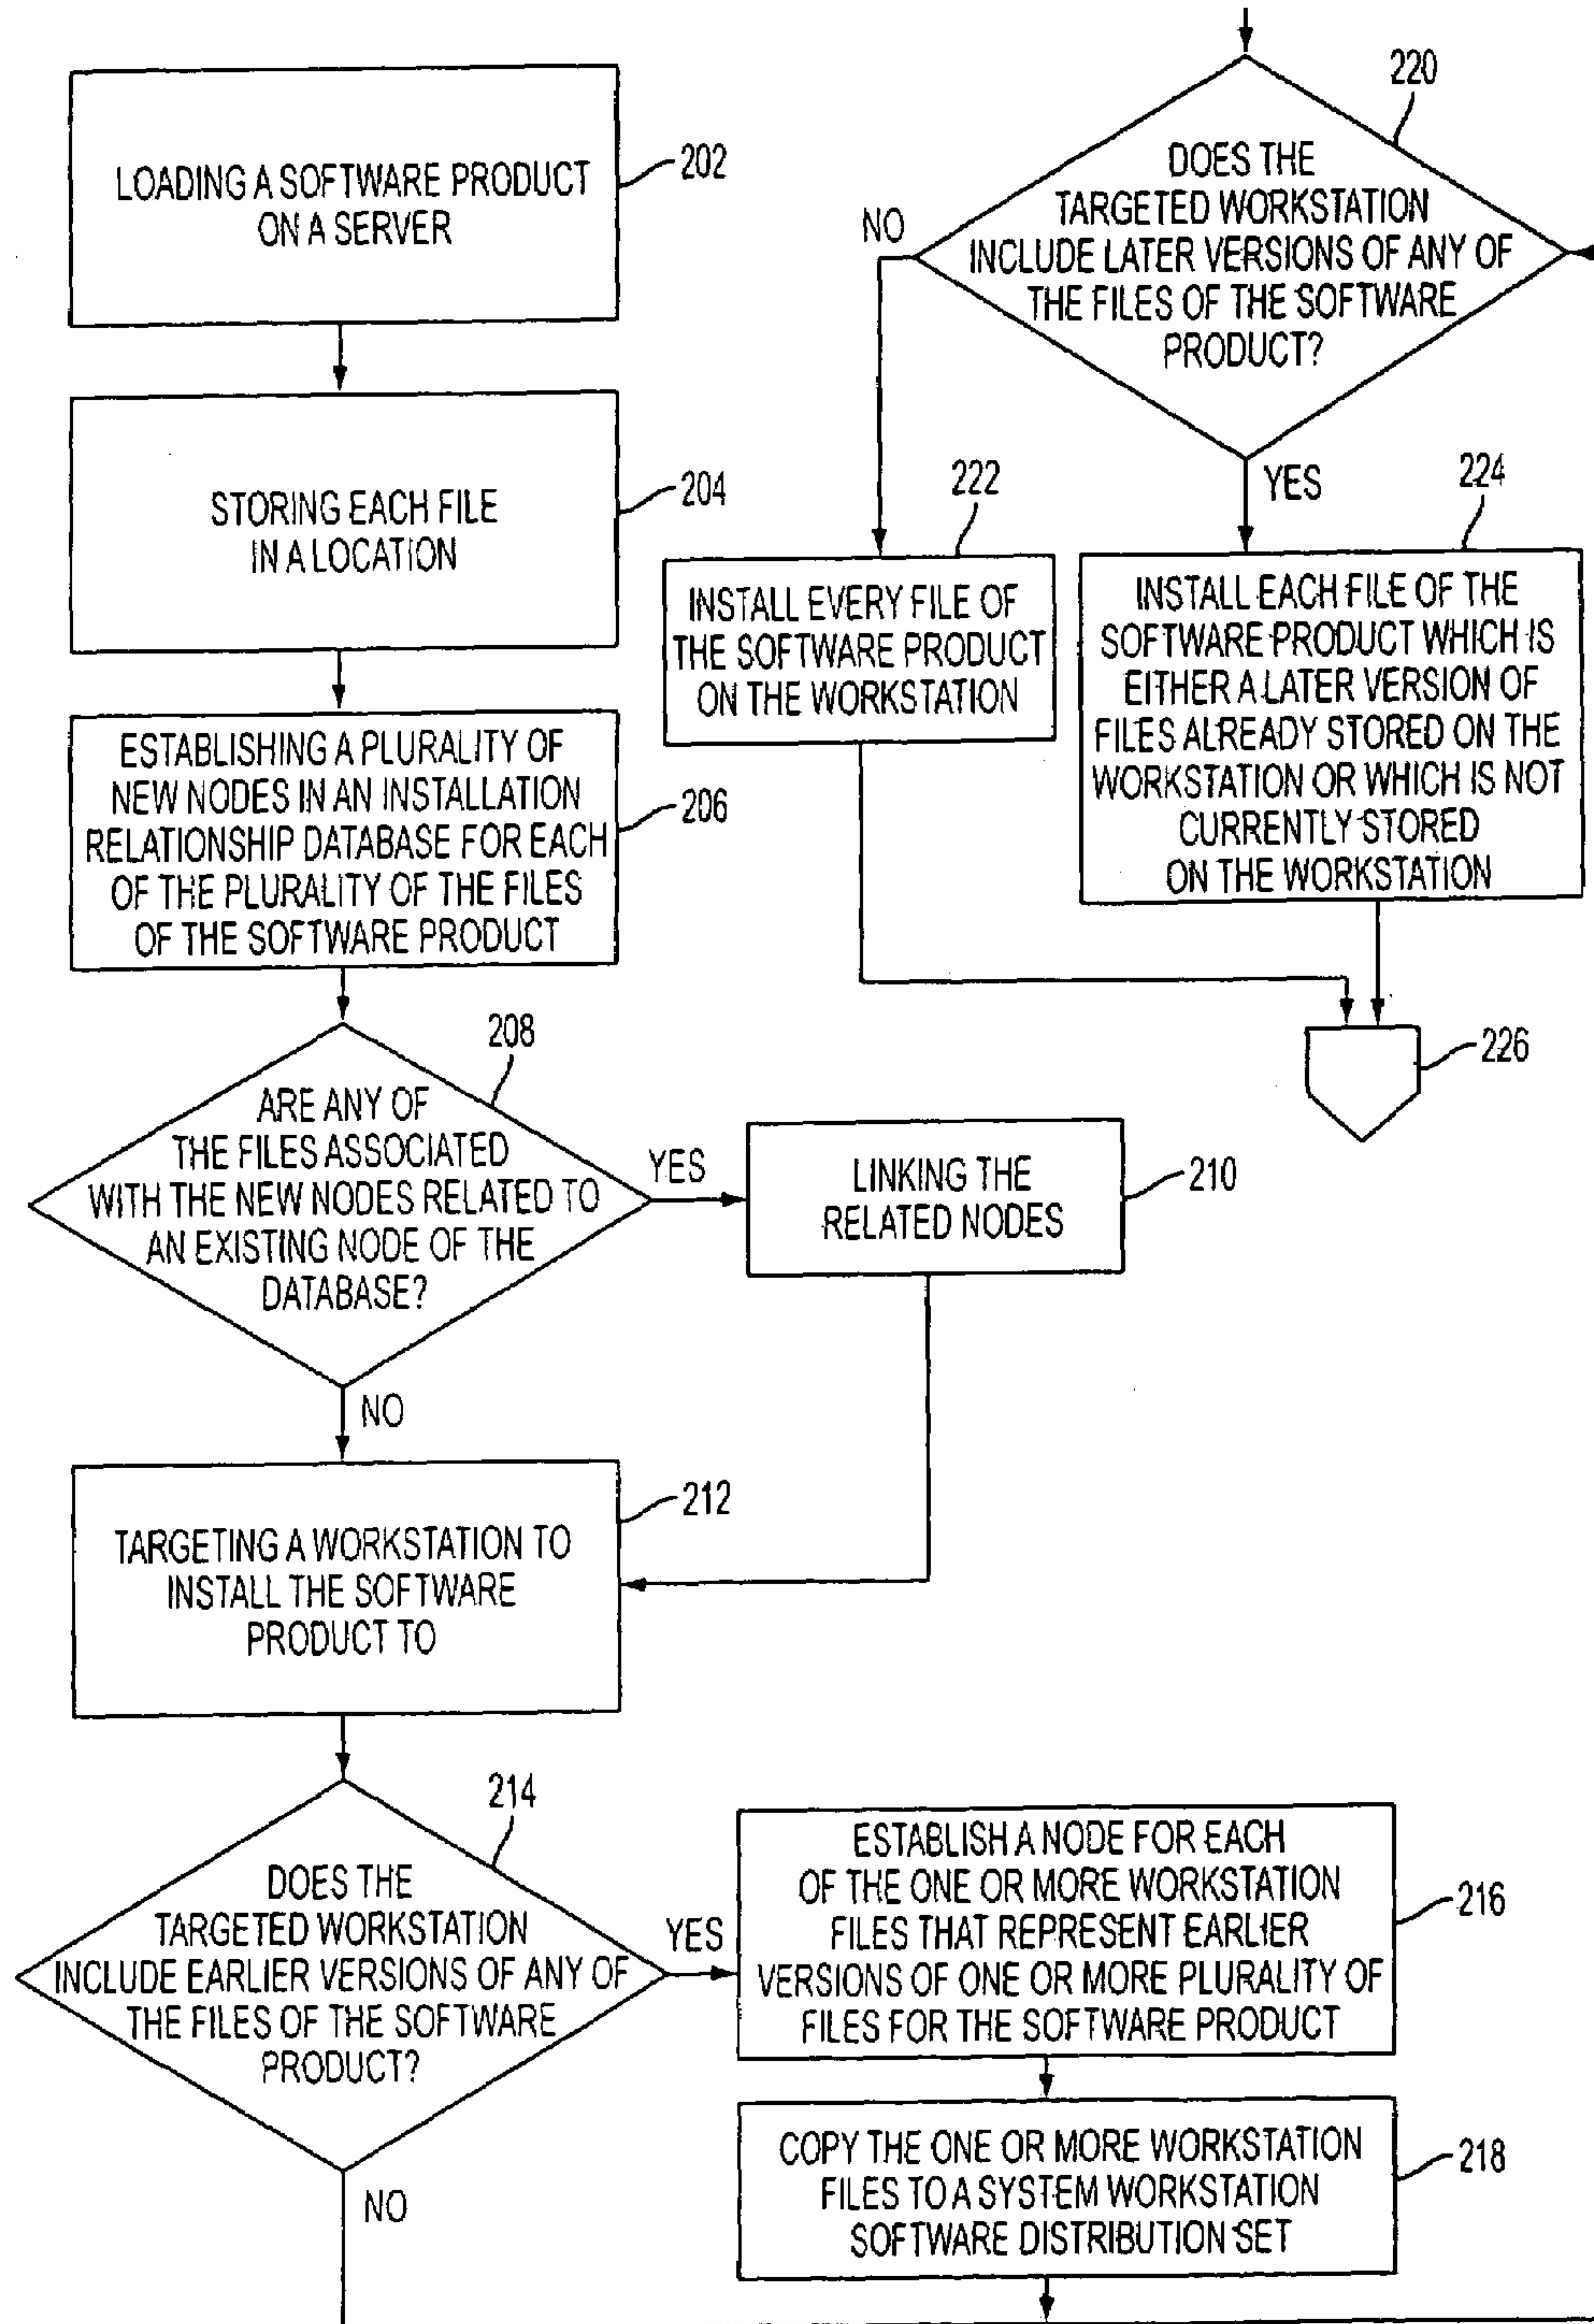 LOADING A SOFTWARE PRODUCT
ON A SERVER
202
STORING EACH FILE
IN A LOCATION
204
ESTABLISHING A PLURALITY OF
NEW NODES IN AN INSTALLATION
RELATIONSHIP DATABASE FOR EACH
OF THE PLURALITY OF THE FILES
OF THE SOFTWARE PRODUCT
206
208
ARE ANY OF
THE FILES ASSOCIATED
WITH THE NEW NODES RELATED TO
AN EXISTING NODE OF THE
DATABASE?
YES
LINKING THE
RELATED NODES
210
NO
212
TARGETING A WORKSTATION TO
INSTALL THE SOFTWARE
PRODUCT TO
214
DOES THE
TARGETED WORKSTATION
INCLUDE EARLIER VERSIONS OF ANY OF
THE FILES OF THE SOFTWARE
PRODUCT?
YES
NO
ESTABLISH A NODE FOR EACH
OF THE ONE OR MORE WORKSTATION
FILES THAT REPRESENT EARLIER
VERSIONS OF ONE OR MORE PLURALITY OF
FILES FOR THE SOFTWARE PRODUCT
216
COPY THE ONE OR MORE WORKSTATION
FILES TO A SYSTEM WORKSTATION
SOFTWARE DISTRIBUTION SET
218
220
DOES THE
TARGETED WORKSTATION
INCLUDE LATER VERSIONS OF ANY OF
THE FILES OF THE SOFTWARE
PRODUCT?
NO
YES
222
INSTALL EVERY FILE OF
THE SOFTWARE PRODUCT
ON THE WORKSTATION
224
INSTALL EACH FILE OF THE
SOFTWARE PRODUCT WHICH IS
EITHER A LATER VERSION OF
FILES ALREADY STORED ON THE
WORKSTATION OR WHICH IS NOT
CURRENTLY STORED
ON THE WORKSTATION
226